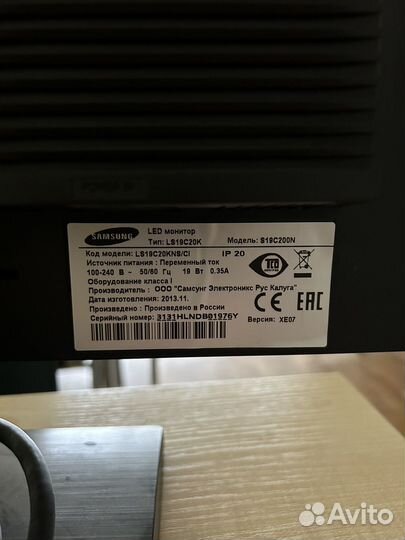 SAMSUNG
LED монитор
Тип: LS19C20K Модель: S19C200N
Код модели: LS19C20KNS/CI IP 20
Источник питания : Переменный ток
100-240 В ~ 50/60 Гц 19 Вт 0.35A
Оборудование класса I
Производитель : ООО "Самсунг Электроникс Рус Калуга"
Дата изготовления : 2013.11.
Произведено : Произведено в России
Серийный номер: 3131HLNDB01976Y
TCO
CE EAC
Версия: XE07
Avito